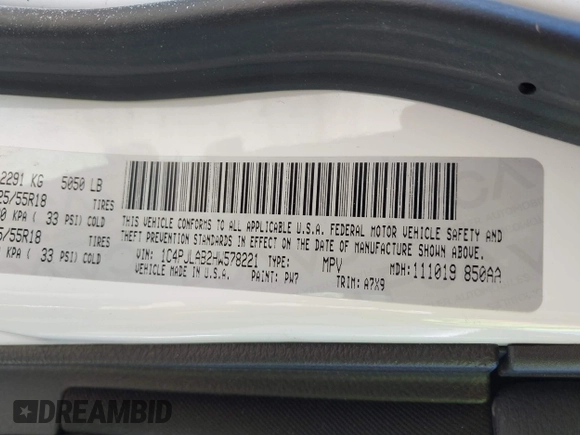 2291 KG 5050 LB
25/55R18 TIRES
0 KPA ( 33 PSI) COLD
5/55R18 TIRES
KPA ( 33 PSI) COLD
THIS VEHICLE CONFORMS TO ALL APPLICABLE U.S.A. FEDERAL MOTOR VEHICLE SAFETY AND
THEFT PREVENTION STANDARDS IN EFFECT ON THE DATE OF MANUFACTURE SHOWN ABOVE.
VIN: 1C4PJLAB2HW578221 TYPE: MPV MDH: 111019 850AA
VEHICLE MADE IN U.S.A. PAINT: PW7 TRIM: A7X9
DREAMBID